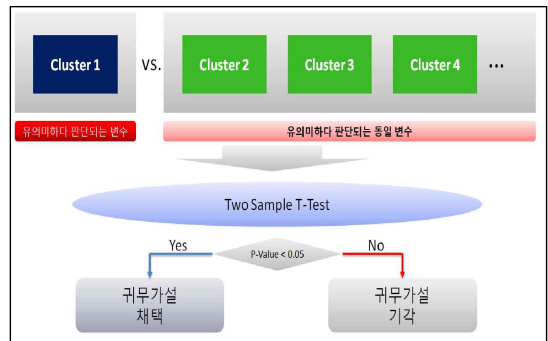 Cluster 1
VS.
Cluster 2
Cluster 3
Cluster 4
...
유의미하다 판단되는 변수
유의미하다 판단되는 동일 변수
Two Sample T-Test
Yes
P-Value < 0.05
No
귀무가설
채택
귀무가설
기각